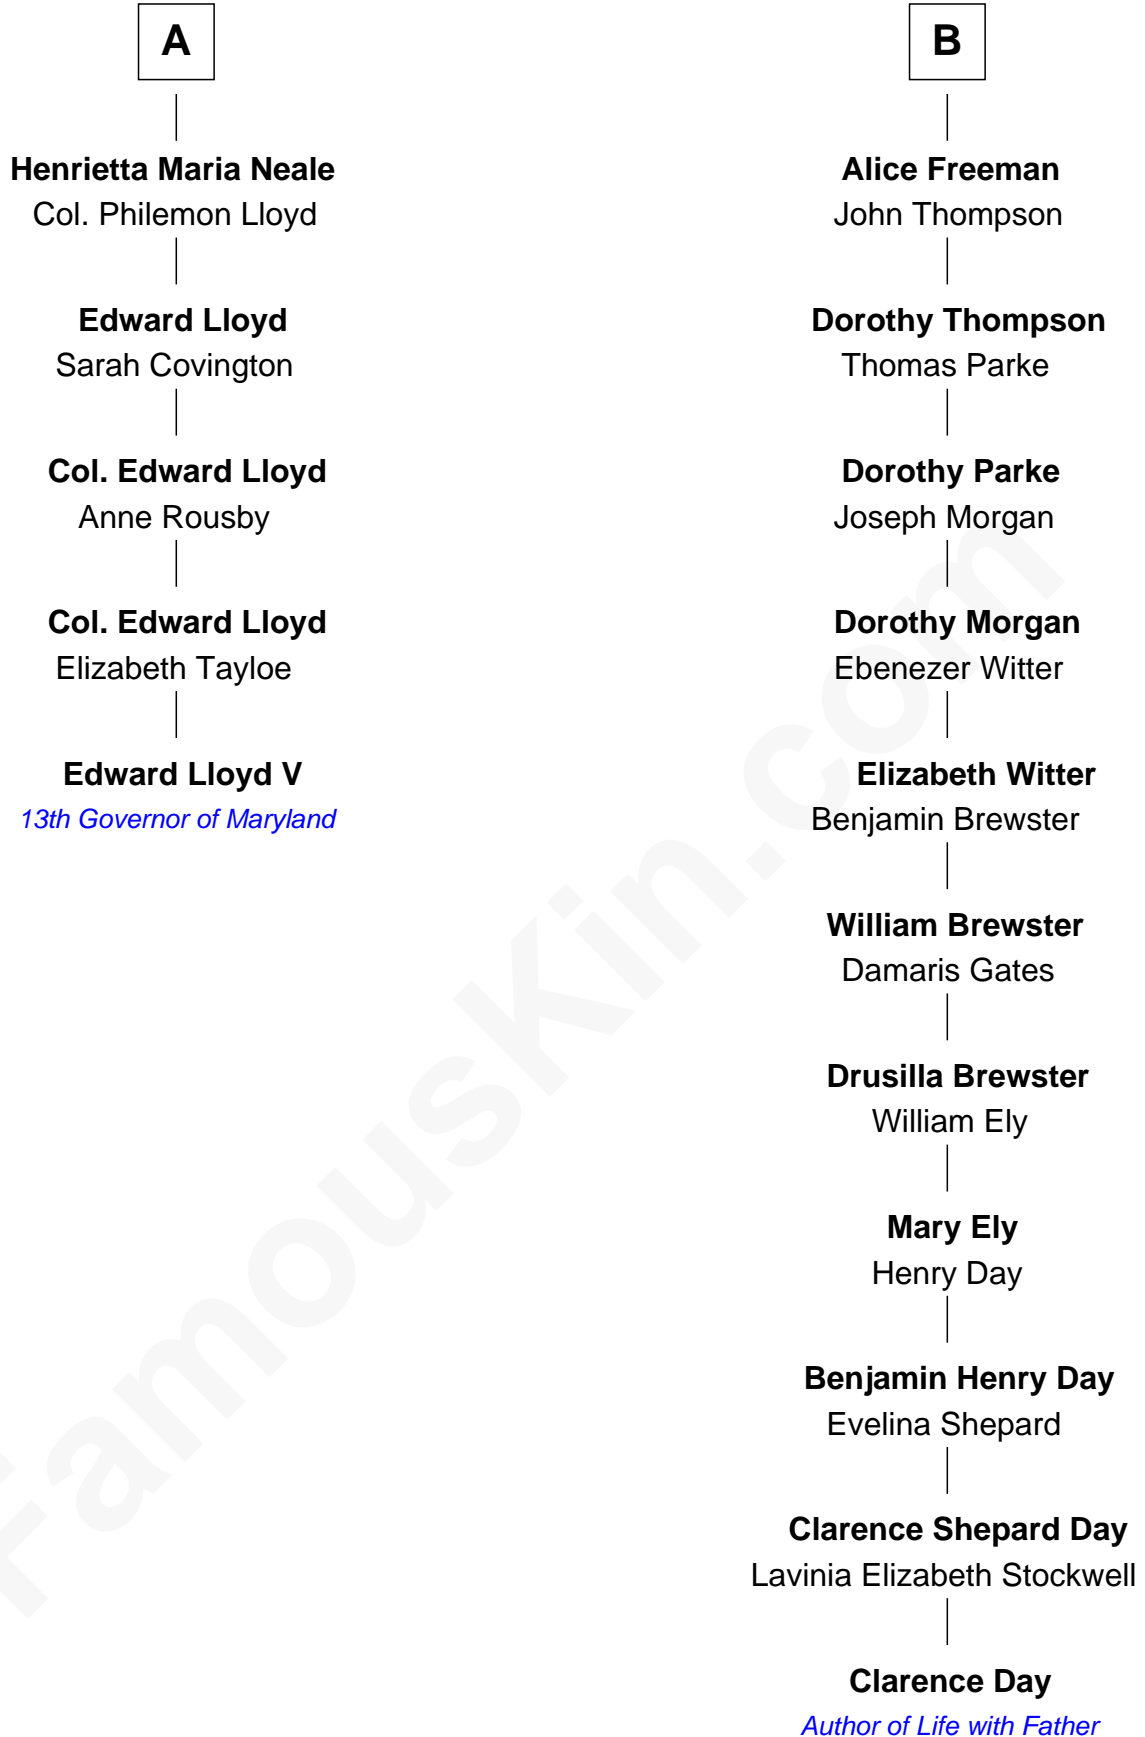 A
Henrietta Maria Neale
Col. Philemon Lloyd
Edward Lloyd
Sarah Covington
Col. Edward Lloyd
Anne Rousby
Col. Edward Lloyd
Elizabeth Tayloe
Edward Lloyd V
13th Governor of Maryland
B
Alice Freeman
John Thompson
Dorothy Thompson
Thomas Parke
Dorothy Parke
Joseph Morgan
Dorothy Morgan
Ebenezer Witter
Elizabeth Witter
Benjamin Brewster
William Brewster
Damaris Gates
Drusilla Brewster
William Ely
Mary Ely
Henry Day
Benjamin Henry Day
Evelina Shepard
Clarence Shepard Day
Lavinia Elizabeth Stockwell
Clarence Day
Author of Life with Father
FamousKin.com